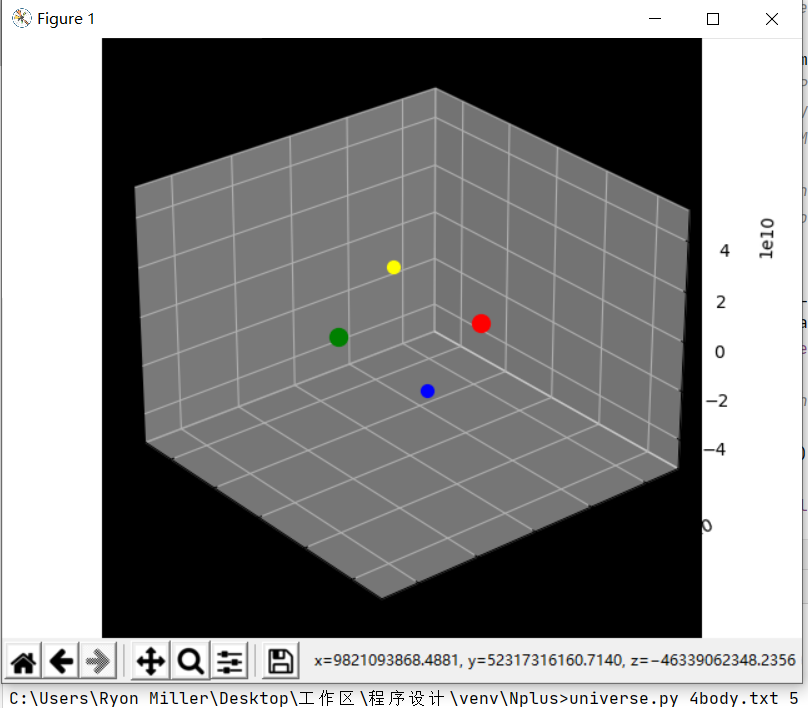 Figure 1
1e10
4
2
0
−2
−4
0
x=9821093868.4881, y=52317316160.7140, z=−46339062348.2356
C:\Users\Ryon Miller\Desktop\工作区\程序设计\venv\Nplus>universe.py 4body.txt 5